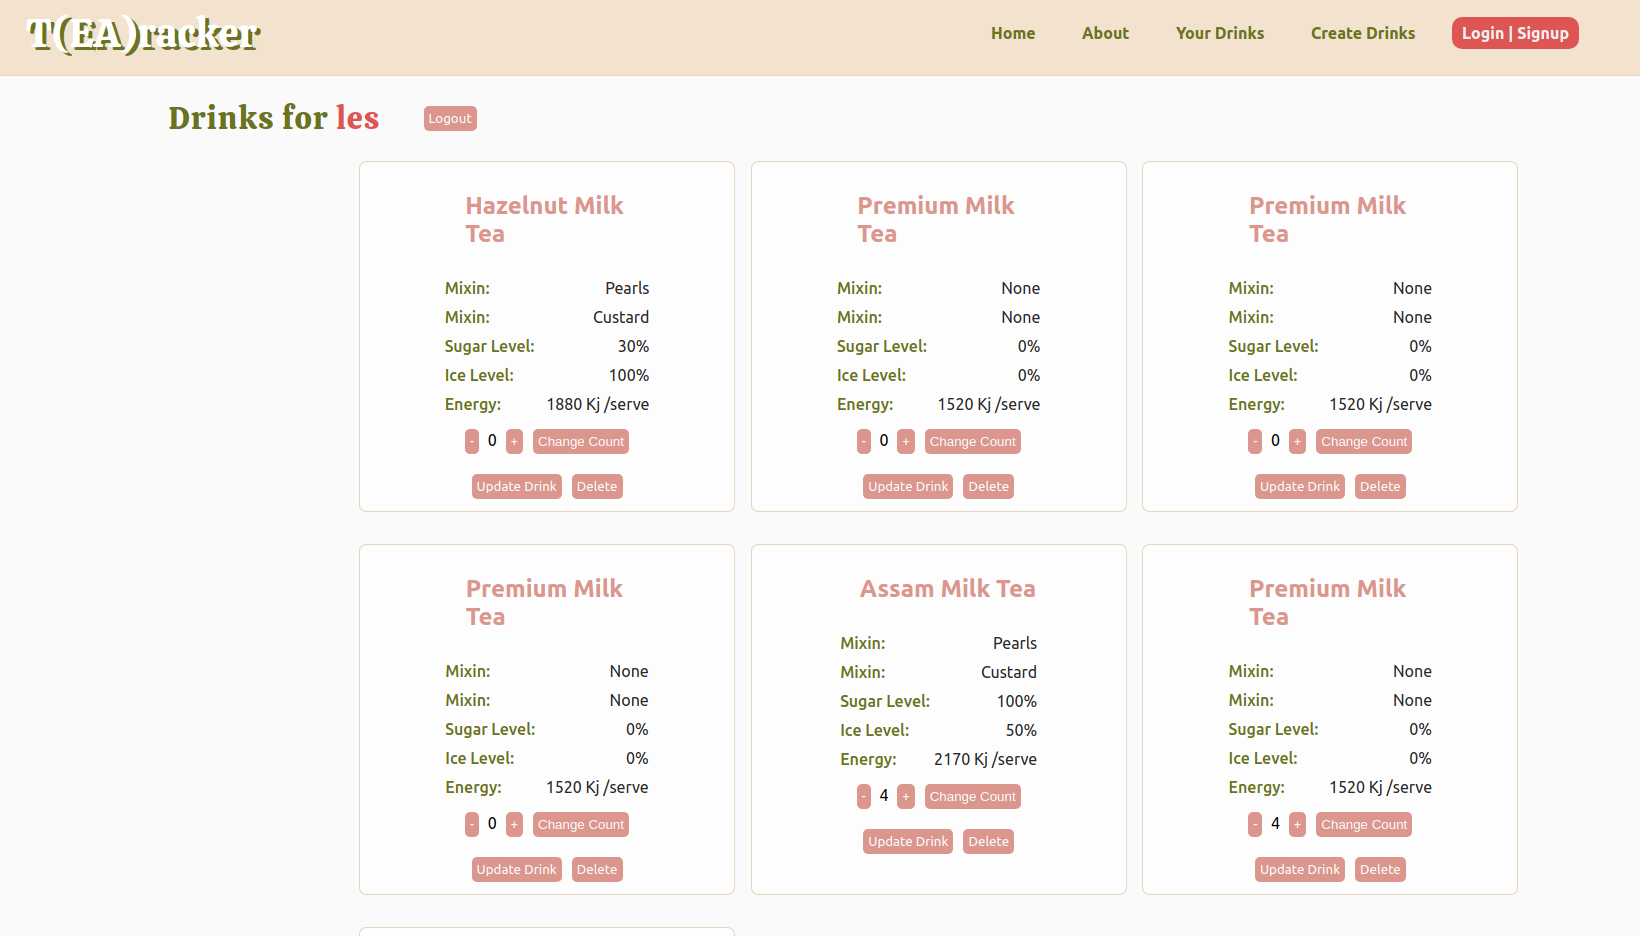 T(EA)racker
Home About Your Drinks Create Drinks Login | Signup
Drinks for les Logout
Hazelnut Milk
Tea
Mixin: Pearls
Mixin: Custard
Sugar Level: 30%
Ice Level: 100%
Energy: 1880 Kj /serve
- 0 + Change Count
Update Drink Delete
Premium Milk
Tea
Mixin: None
Mixin: None
Sugar Level: 0%
Ice Level: 0%
Energy: 1520 Kj /serve
- 0 + Change Count
Update Drink Delete
Premium Milk
Tea
Mixin: None
Mixin: None
Sugar Level: 0%
Ice Level: 0%
Energy: 1520 Kj /serve
- 0 + Change Count
Update Drink Delete
Premium Milk
Tea
Mixin: None
Mixin: None
Sugar Level: 0%
Ice Level: 0%
Energy: 1520 Kj /serve
- 0 + Change Count
Update Drink Delete
Assam Milk Tea
Mixin: Pearls
Mixin: Custard
Sugar Level: 100%
Ice Level: 50%
Energy: 2170 Kj /serve
- 4 + Change Count
Update Drink Delete
Premium Milk
Tea
Mixin: None
Mixin: None
Sugar Level: 0%
Ice Level: 0%
Energy: 1520 Kj /serve
- 4 + Change Count
Update Drink Delete